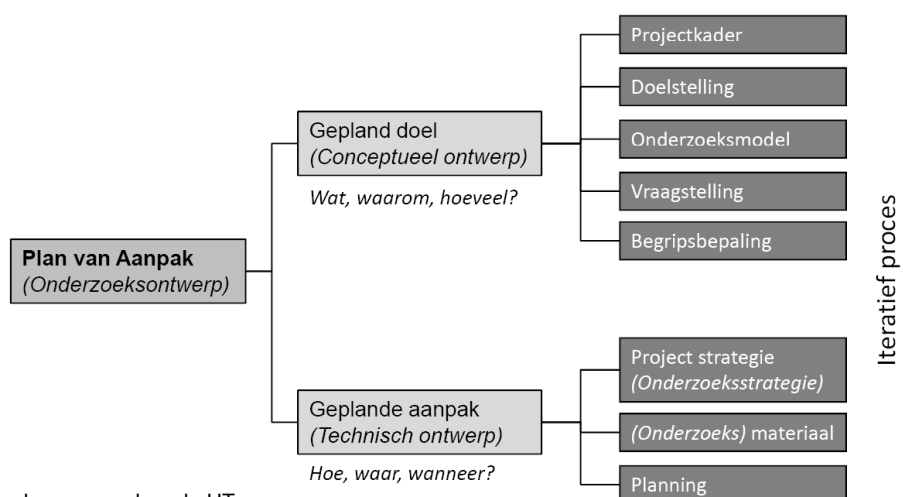 Projectkader
Doelstelling
Gepland doel
(Conceptueel ontwerp)
Onderzoeksmodel
Wat, waarom, hoeveel?
Vraagstelling
Begripsbepaling
Plan van Aanpak
(Onderzoeksontwerp)
Iteratief proces
Project strategie
(Onderzoeksstrategie)
Geplande aanpak
(Technisch ontwerp)
(Onderzoeks) materiaal
Hoe, waar, wanneer?
Planning